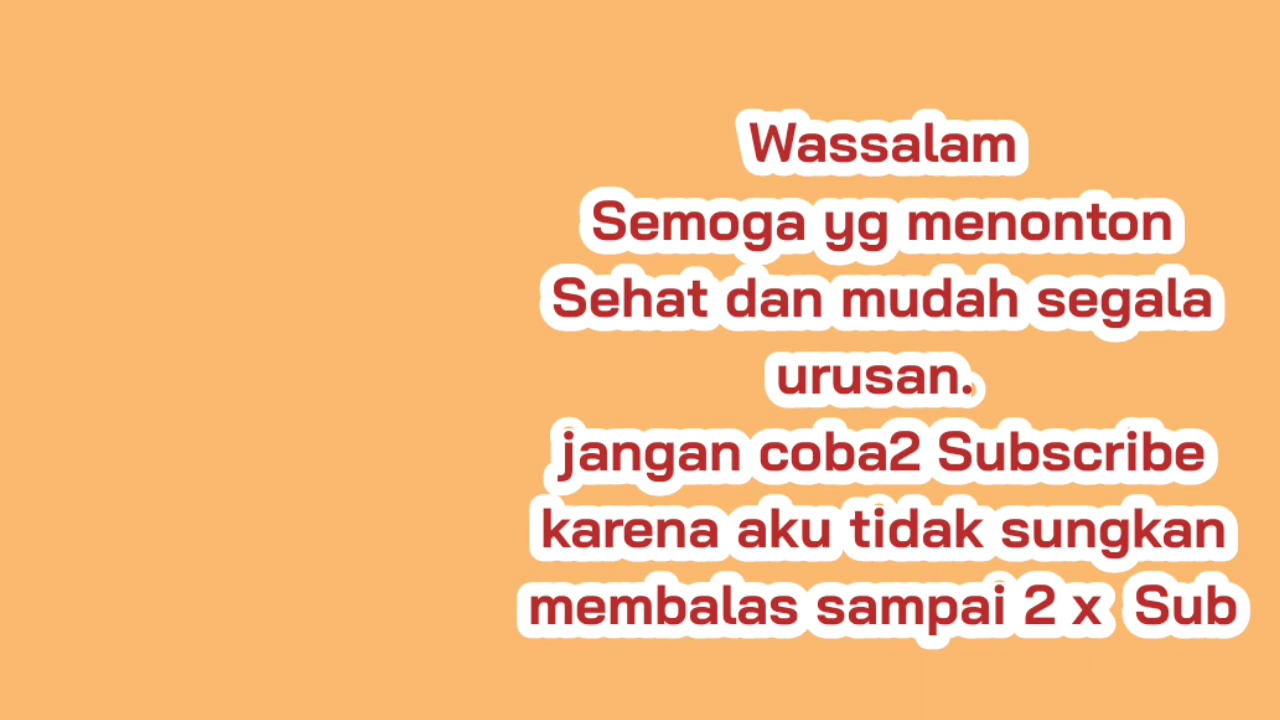 Wassalam
Semoga yg menonton
Sehat dan mudah segala
urusan.
jangan coba2 Subscribe
karena aku tidak sungkan
membalas sampai 2 x  Sub